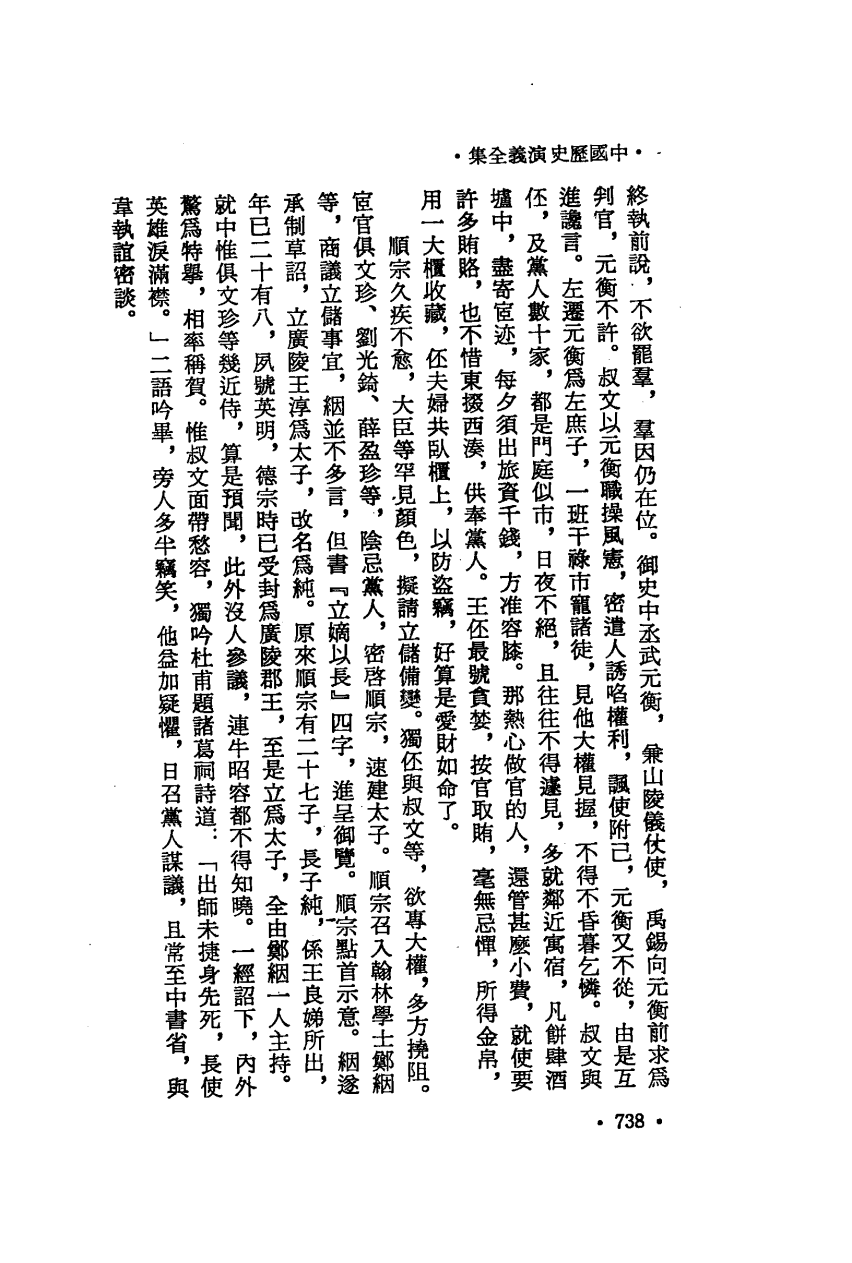 •中國歷史演義全集•
終執前說，不欲罷羣，羣因仍在位。御史中丞武元衡，兼山陵儀仗使，禹錫向元衡前求爲
判官，元衡不許。叔文以元衡職操風憲，密遣人誘啗權利，諷使附己，元衡又不從，由是互
進讒言。左遷元衡爲左庶子，一班干祿市寵諸徒，見他大權見握，不得不昏暮乞憐。叔文與
伾，及黨人數十家，都是門庭似市，日夜不絕，且往往不得遽見，多就鄰近寓宿，凡餅肆酒
壚中，盡寄宦迹，每夕須出旅資千錢，方准容膝。那熱心做官的人，還管甚麼小費，就使要
許多賄賂，也不惜東掇西湊，供奉黨人。王伾最號貪婪，按官取賄，毫無忌憚，所得金帛，
用一大櫃收藏，伾夫婦共臥櫃上，以防盜竊，好算是愛財如命了。
順宗久疾不愈，大臣等罕見顏色，擬請立儲備變。獨伾與叔文等，欲專大權，多方撓阻。
宦官俱文珍、劉光錡、薛盈珍等，陰忌黨人，密啓順宗，速建太子。順宗召入翰林學士鄭絪
等，商議立儲事宜，絪並不多言，但書『立嫡以長』四字，進呈御覽。順宗點首示意。絪遂
承制草詔，立廣陵王淳爲太子，改名爲純。原來順宗有二十七子，長子純，係王良娣所出，
年已二十有八，夙號英明，德宗時已受封爲廣陵郡王，至是立爲太子，全由鄭絪一人主持。
就中惟俱文珍等幾近侍，算是預聞，此外沒人參議，連牛昭容都不得知曉。一經詔下，內外
驚爲特舉，相率稱賀。惟叔文面帶愁容，獨吟杜甫題諸葛祠詩道：「出師未捷身先死，長使
英雄淚滿襟。」二語吟畢，旁人多半竊笑，他益加疑懼，日召黨人謀議，且常至中書省，與
韋執誼密談。
•738•